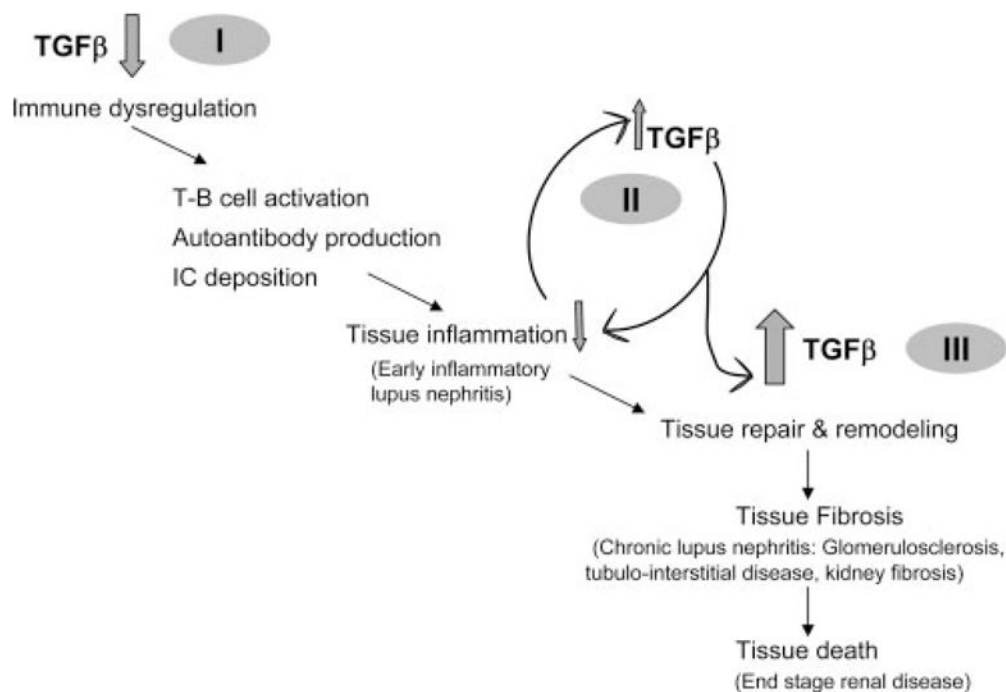 TGFβ
I
Immune dysregulation
TGFβ
II
T-B cell activation
Autoantibody production
IC deposition
Tissue inflammation
(Early inflammatory
lupus nephritis)
TGFβ
III
Tissue repair & remodeling
Tissue Fibrosis
(Chronic lupus nephritis: Glomerulosclerosis,
tubulo-interstitial disease, kidney fibrosis)
Tissue death
(End stage renal disease)